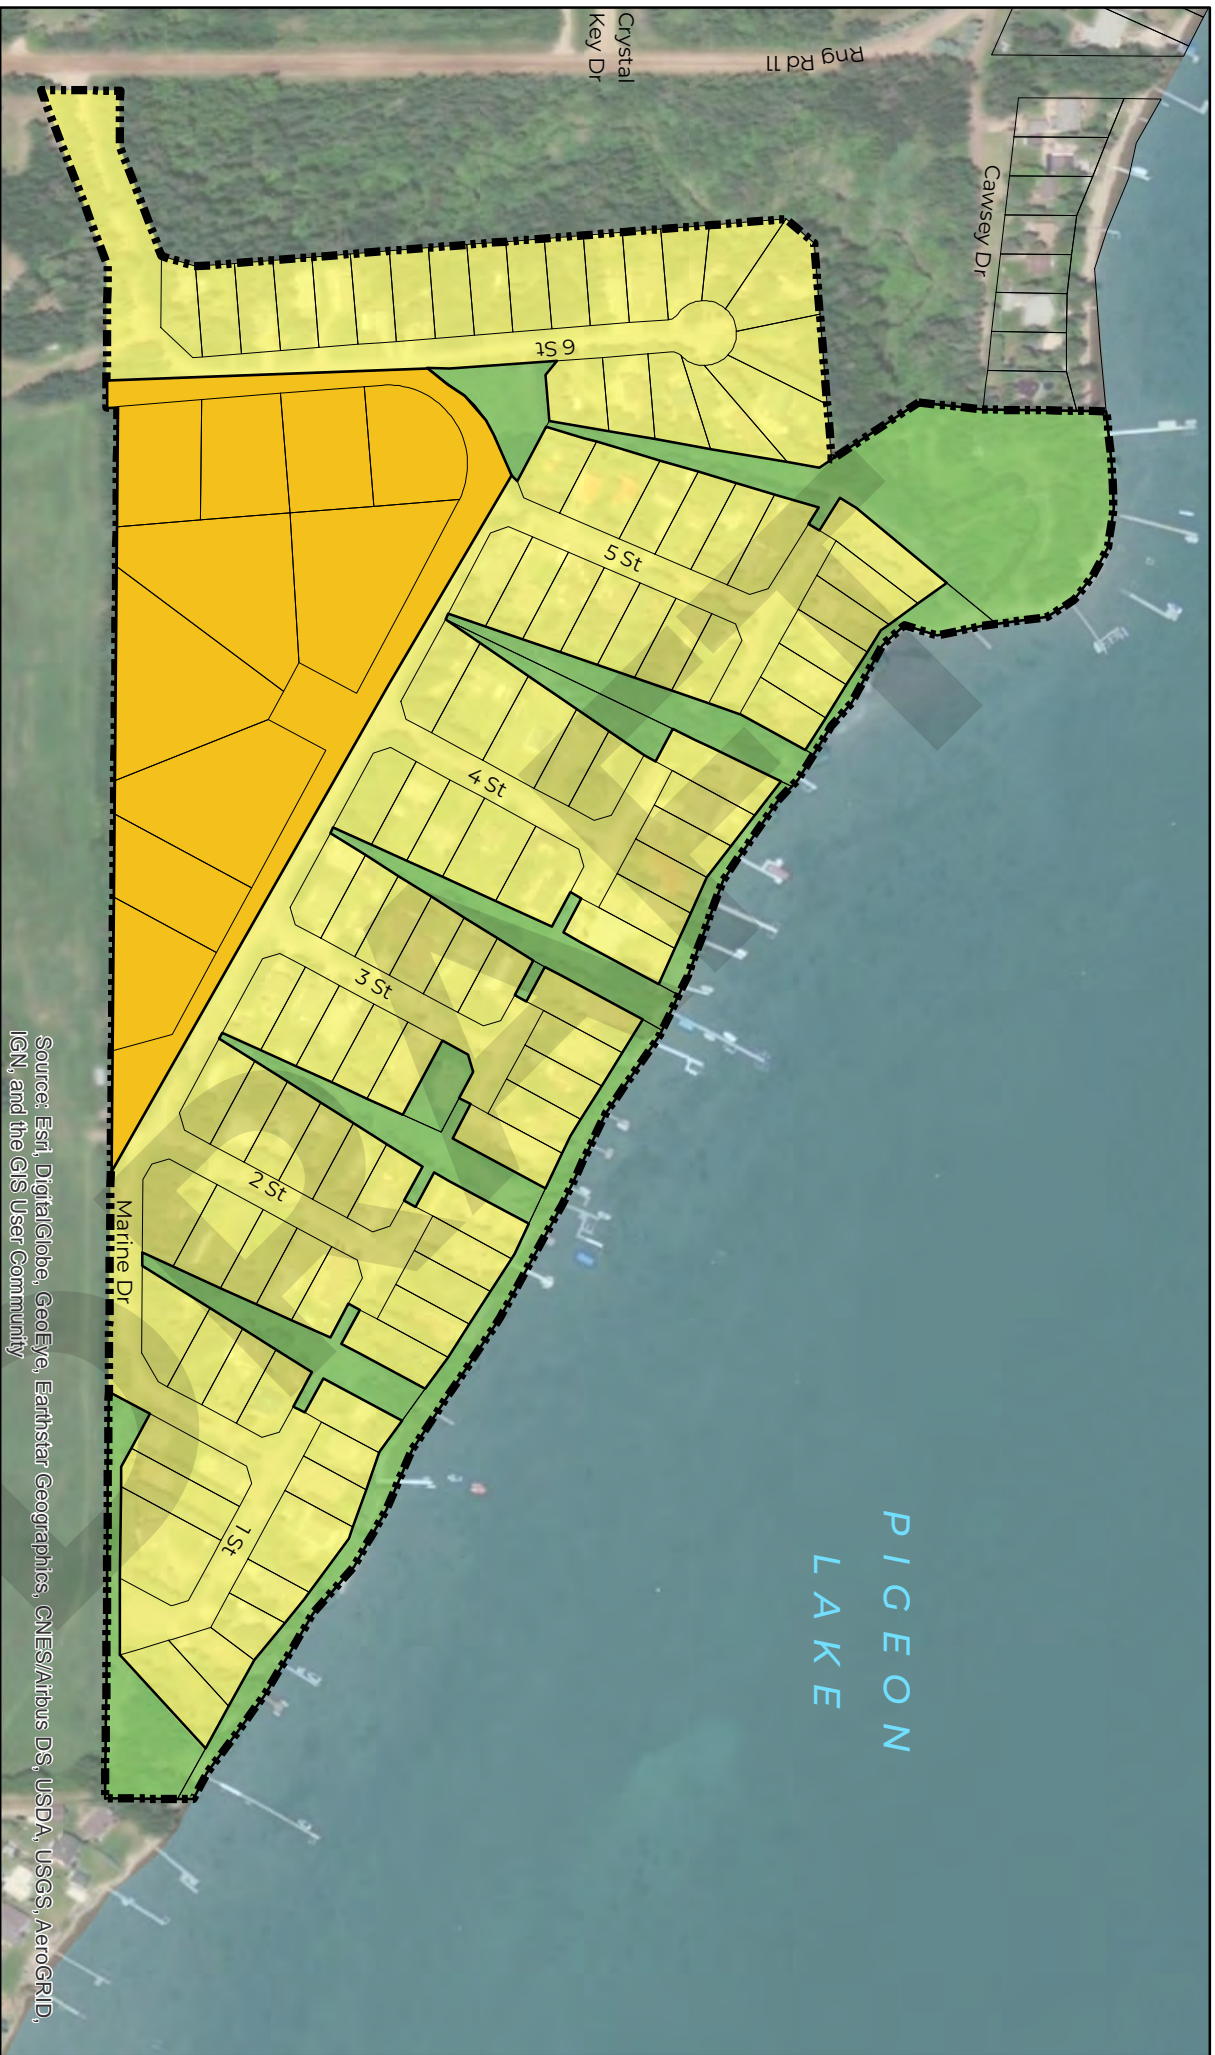 Crystal
Key Dr
Rng Rd 11
Cawsey Dr
6 St
5 St
4 St
3 St
2 St
1 St
Marine Dr
PIGEON
LAKE
DRAFT
Source: Esri, DigitalGlobe, GeoEye, Earthstar Geographics, CNES/Airbus DS, USDA, USGS, AeroGRID,
IGN, and the GIS User Community